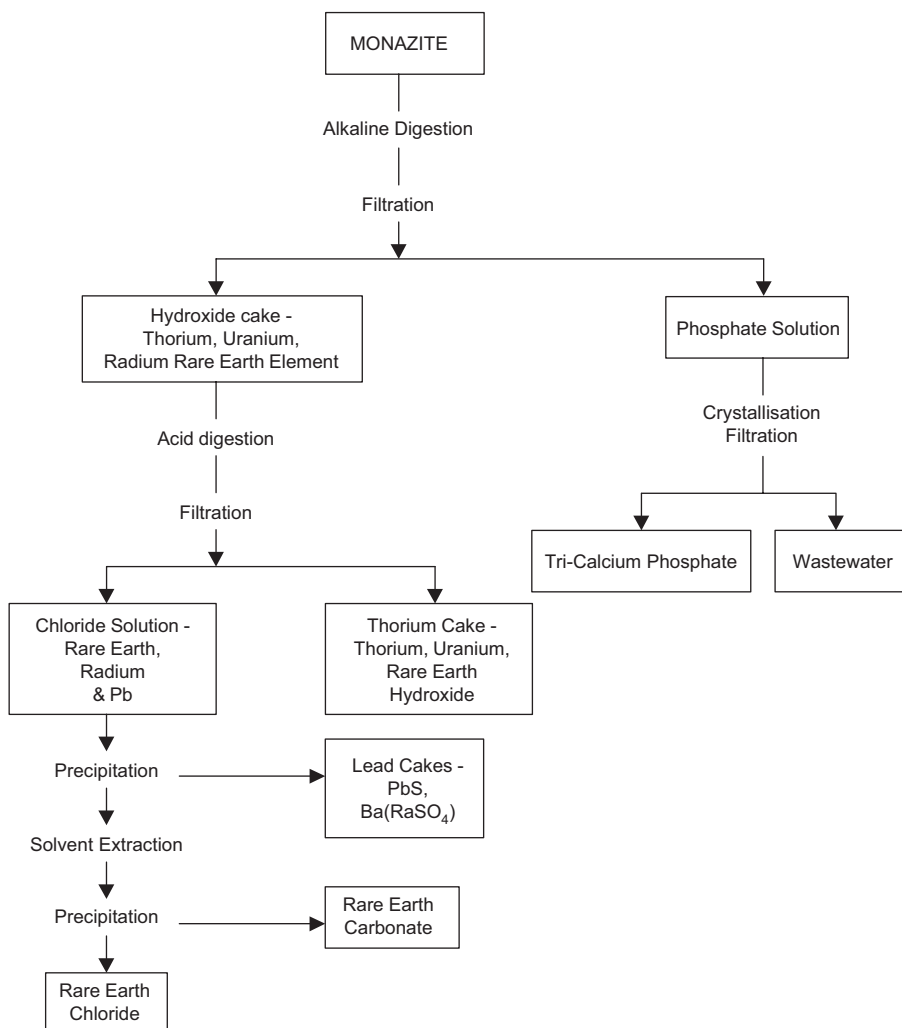 MONAZITE
Alkaline Digestion
Filtration
Hydroxide cake -
Thorium, Uranium,
Radium Rare Earth Element
Phosphate Solution
Acid digestion
Crystallisation
Filtration
Filtration
Tri-Calcium Phosphate
Wastewater
Chloride Solution -
Rare Earth,
Radium
& Pb
Thorium Cake -
Thorium, Uranium,
Rare Earth
Hydroxide
Precipitation
Lead Cakes -
PbS,
Ba(RaSO₄)
Solvent Extraction
Precipitation
Rare Earth
Carbonate
Rare Earth
Chloride